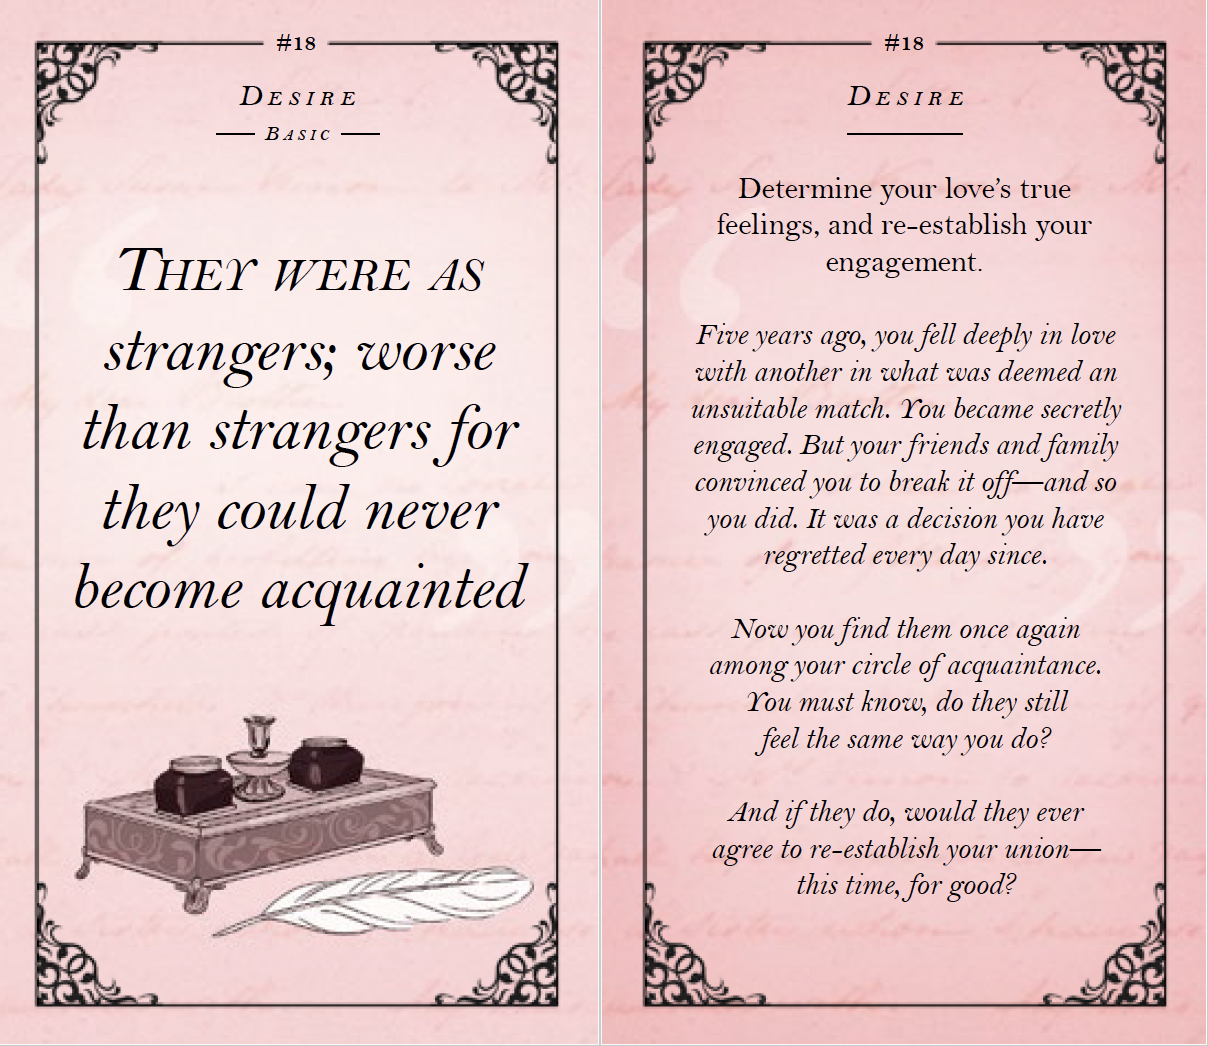 #18
DESIRE
BASIC
THEY WERE AS
strangers; worse
than strangers for
they could never
become acquainted
#18
DESIRE
Determine your love’s true
feelings, and re-establish your
engagement.
Five years ago, you fell deeply in love
with another in what was deemed an
unsuitable match. You became secretly
engaged. But your friends and family
convinced you to break it off—and so
you did. It was a decision you have
regretted every day since.
Now you find them once again
among your circle of acquaintance.
You must know, do they still
feel the same way you do?
And if they do, would they ever
agree to re-establish your union—
this time, for good?